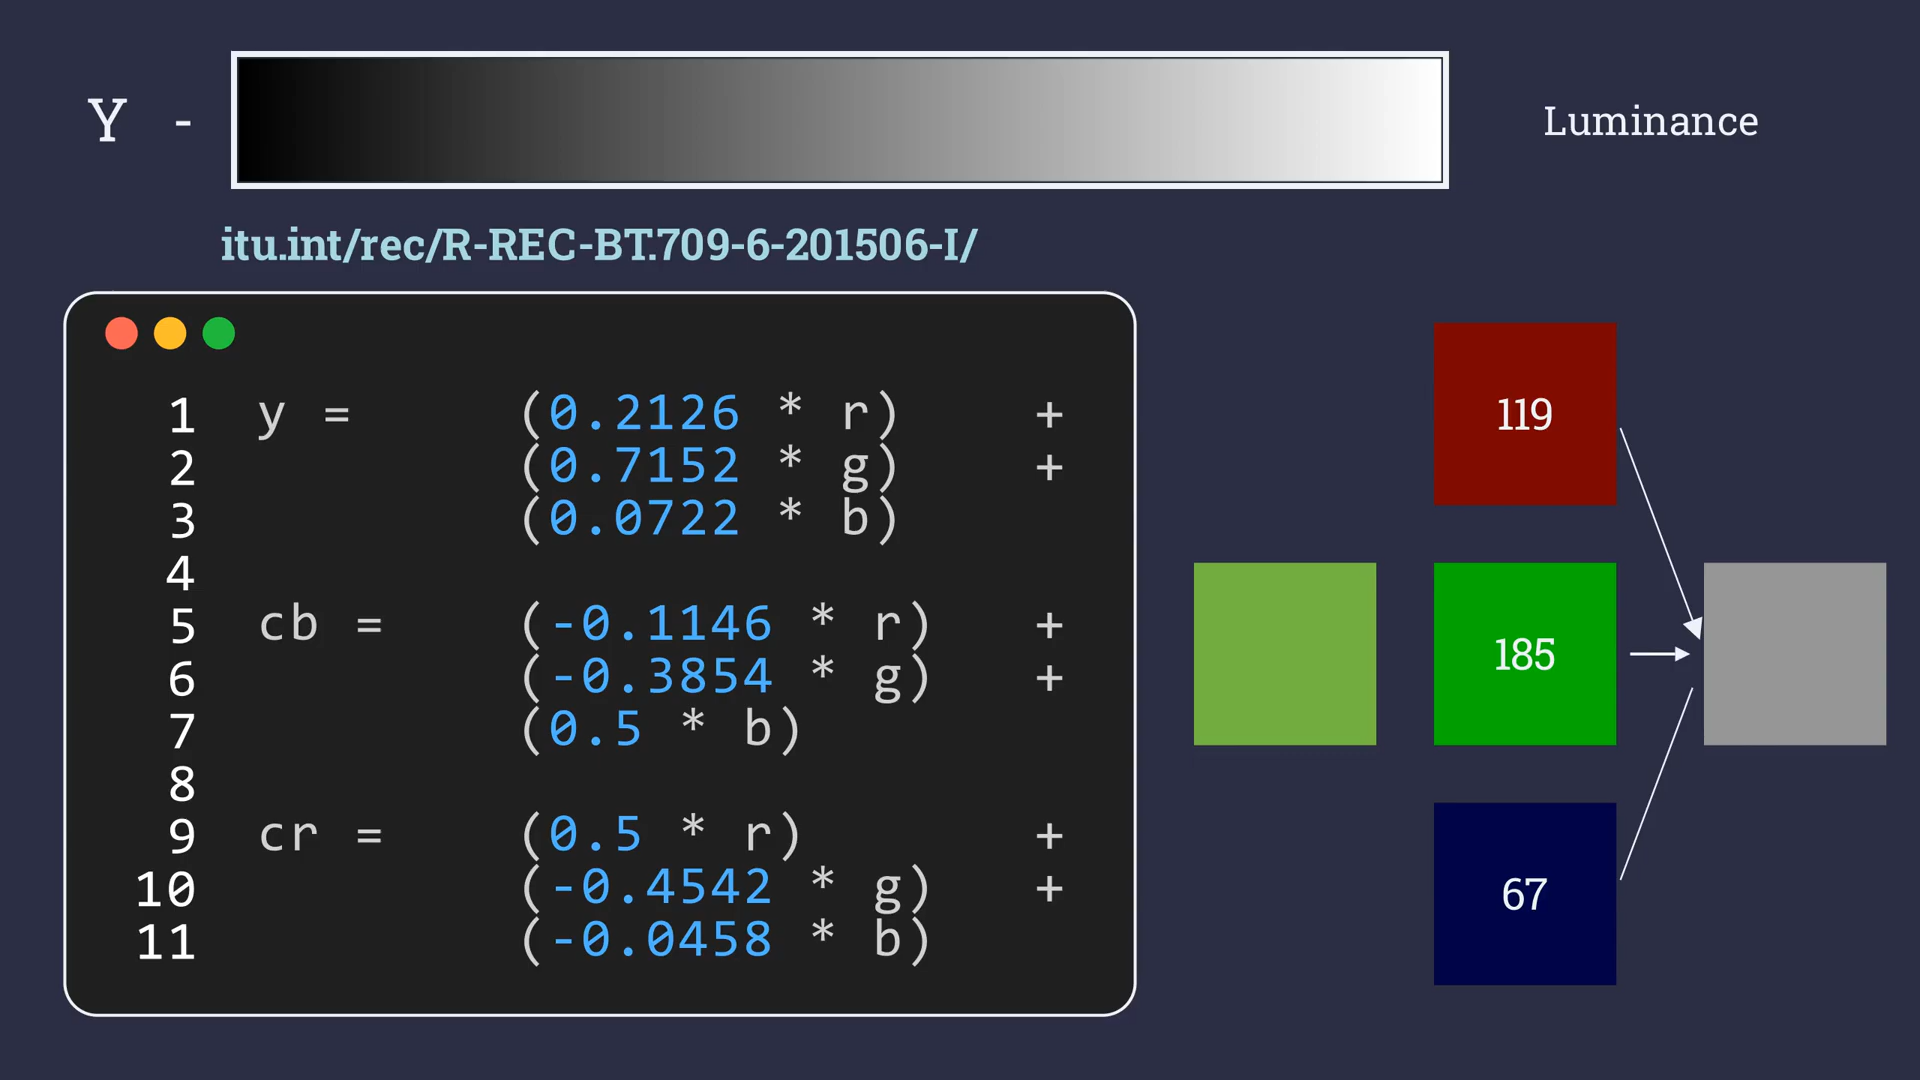 Y -
Luminance
itu.int/rec/R-REC-BT.709-6-201506-I/
1 y = (0.2126 * r) +
2 (0.7152 * g) +
3 (0.0722 * b)
4
5 cb = (-0.1146 * r) +
6 (-0.3854 * g) +
7 (0.5 * b)
8
9 cr = (0.5 * r) +
10 (-0.4542 * g) +
11 (-0.0458 * b)
119
185
67